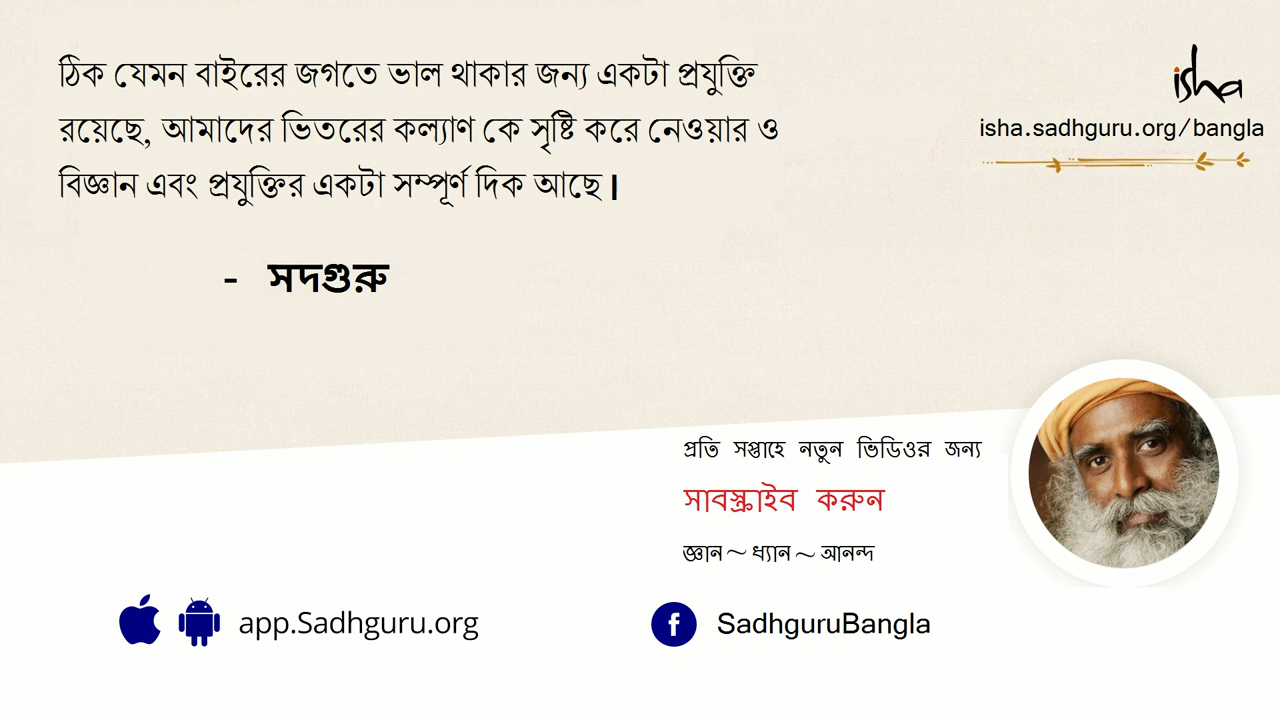 ঠিক যেমন বাইরের জগতে ভাল থাকার জন্য একটা প্রযুক্তি
রয়েছে, আমাদের ভিতরের কল্যাণ কে সৃষ্টি করে নেওয়ার ও
বিজ্ঞান এবং প্রযুক্তির একটা সম্পূর্ণ দিক আছে।
- সদগুরু
isha
isha.sadhguru.org/bangla
প্রতি সপ্তাহে নতুন ভিডিওর জন্য
সাবস্ক্রাইব করুন
জ্ঞান ~ ধ্যান ~ আনন্দ
app.Sadhguru.org
f SadhguruBangla